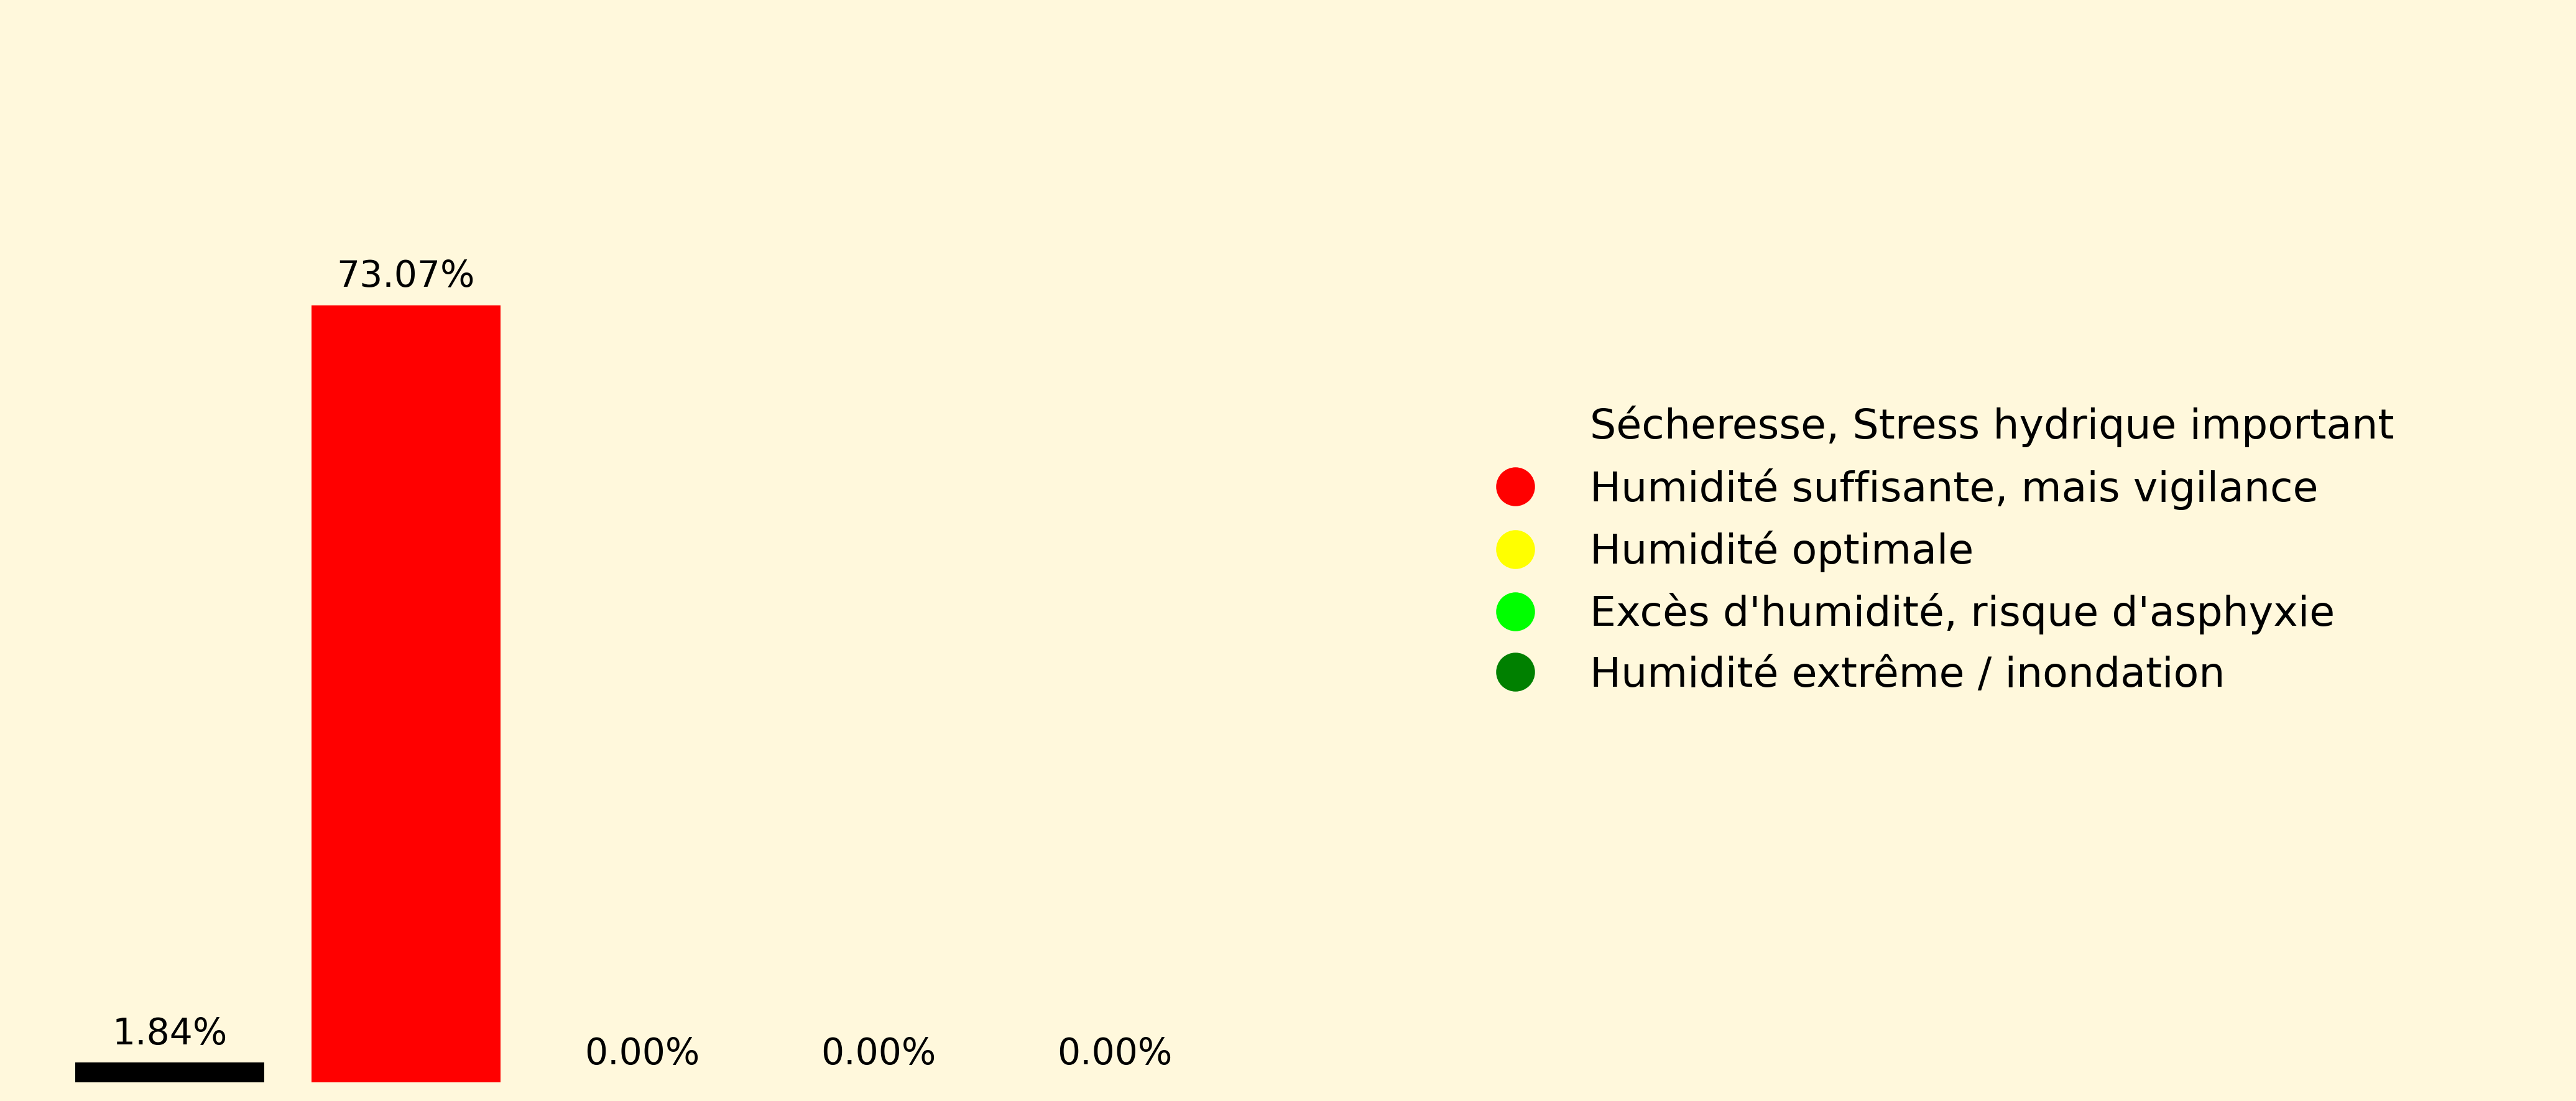 73.07%
1.84%
0.00%
0.00%
0.00%
Sécheresse, Stress hydrique important
Humidité suffisante, mais vigilance
Humidité optimale
Excès d'humidité, risque d'asphyxie
Humidité extrême / inondation